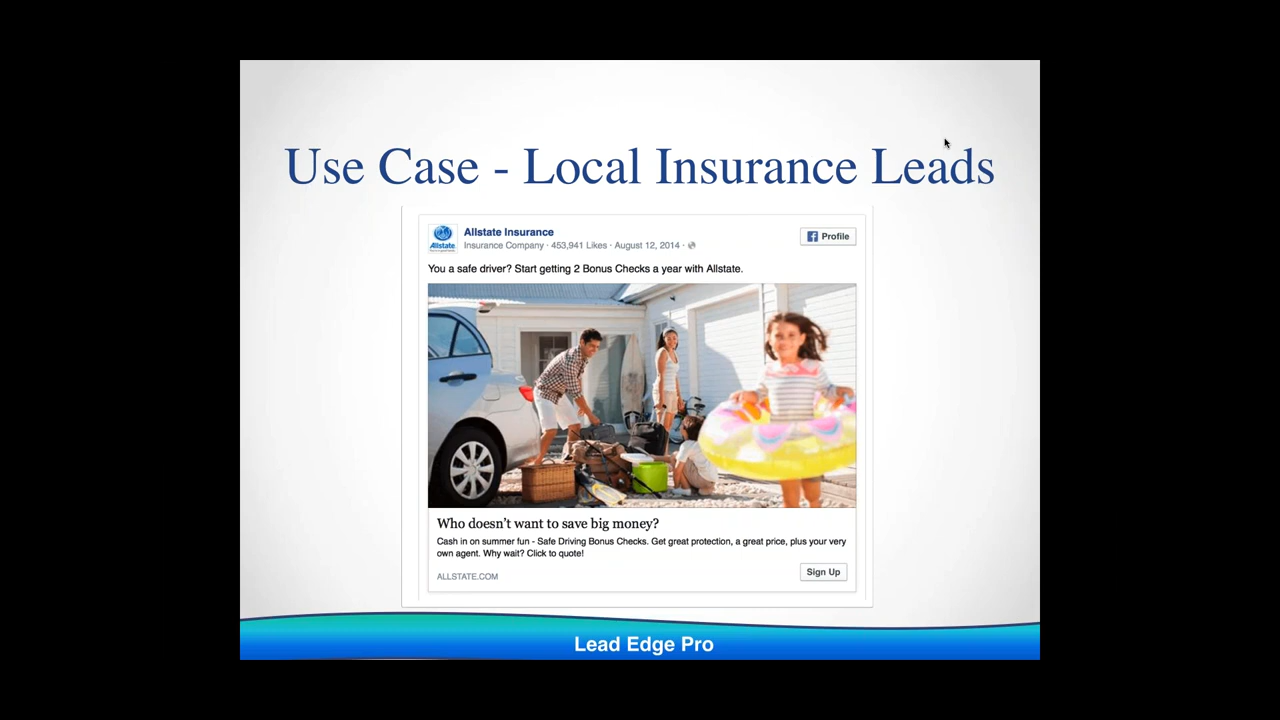 Use Case - Local Insurance Leads
Allstate
Allstate Insurance
Insurance Company · 453,941 Likes · August 12, 2014 ·
Profile
You a safe driver? Start getting 2 Bonus Checks a year with Allstate.
Who doesn't want to save big money?
Cash in on summer fun - Safe Driving Bonus Checks. Get great protection, a great price, plus your very
own agent. Why wait? Click to quote!
ALLSTATE.COM
Sign Up
Lead Edge Pro